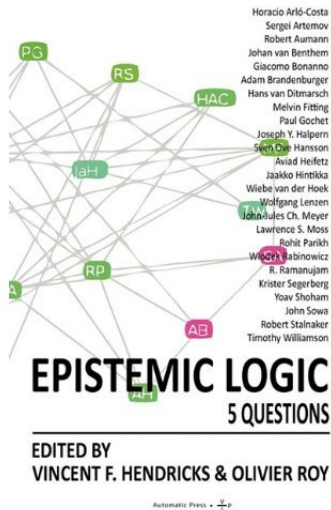 Horacio Arló-Costa
Sergei Artemov
Robert Aumann
Johan van Benthem
Giacomo Bonanno
Adam Brandenburger
Hans van Ditmarsch
Melvin Fitting
Paul Gochet
Joseph Y. Halpern
Sven Ove Hansson
Aviad Heifetz
Jaakko Hintikka
Wiebe van der Hoek
Wolfgang Lenzen
John-Jules Ch. Meyer
Lawrence S. Moss
Rohit Parikh
Wlodek Rabinowicz
R. Ramanujam
Krister Segerberg
Yoav Shoham
John Sowa
Robert Stalnaker
Timothy Williamson
PG
RS
HAC
JaH
RP
AB
AH
EPISTEMIC LOGIC
5 QUESTIONS
EDITED BY
VINCENT F. HENDRICKS & OLIVIER ROY
Automatic Press